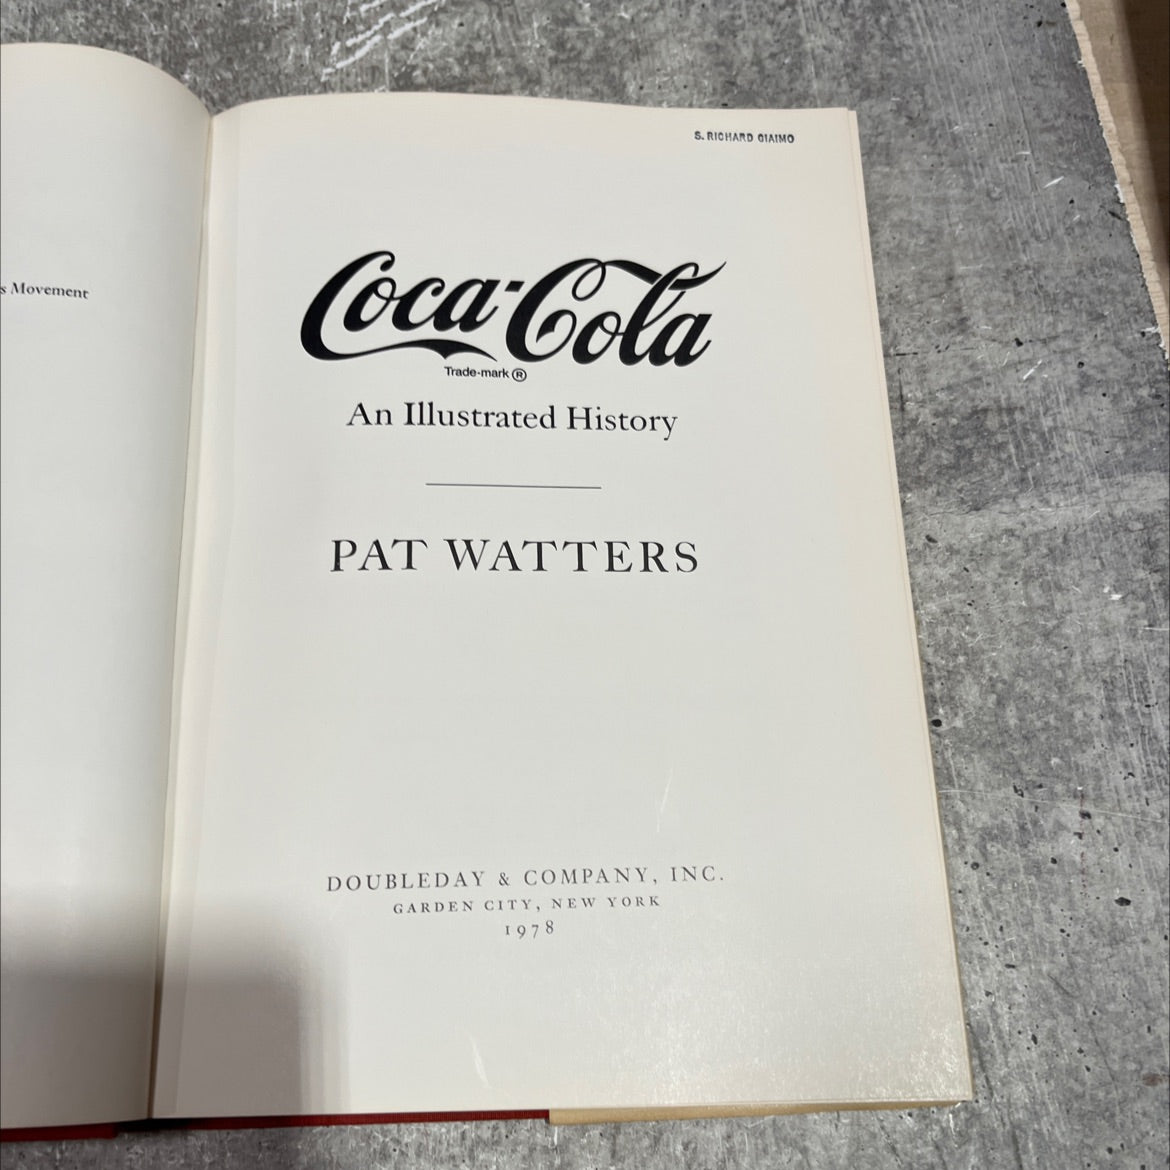 s Movement
S. RICHARD GIAIMO
Coca-Cola
Trade-mark ®
An Illustrated History
PAT WATTERS
DOUBLEDAY & COMPANY, INC.
GARDEN CITY, NEW YORK
1978